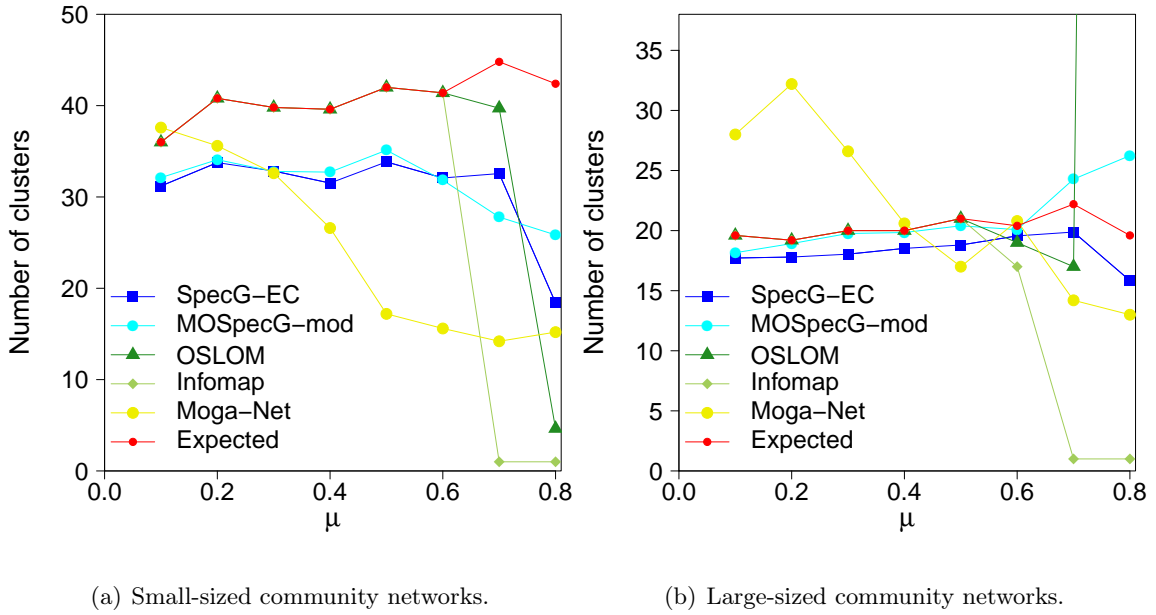 Number of clusters
50
40
30
20
10
0
0.0
0.2
0.4
0.6
0.8
μ
SpecG−EC
MOSpecG−mod
OSLOM
Infomap
Moga−Net
Expected
(a) Small-sized community networks.
Number of clusters
35
30
25
20
15
10
5
0
0.0
0.2
0.4
0.6
0.8
μ
SpecG−EC
MOSpecG−mod
OSLOM
Infomap
Moga−Net
Expected
(b) Large-sized community networks.